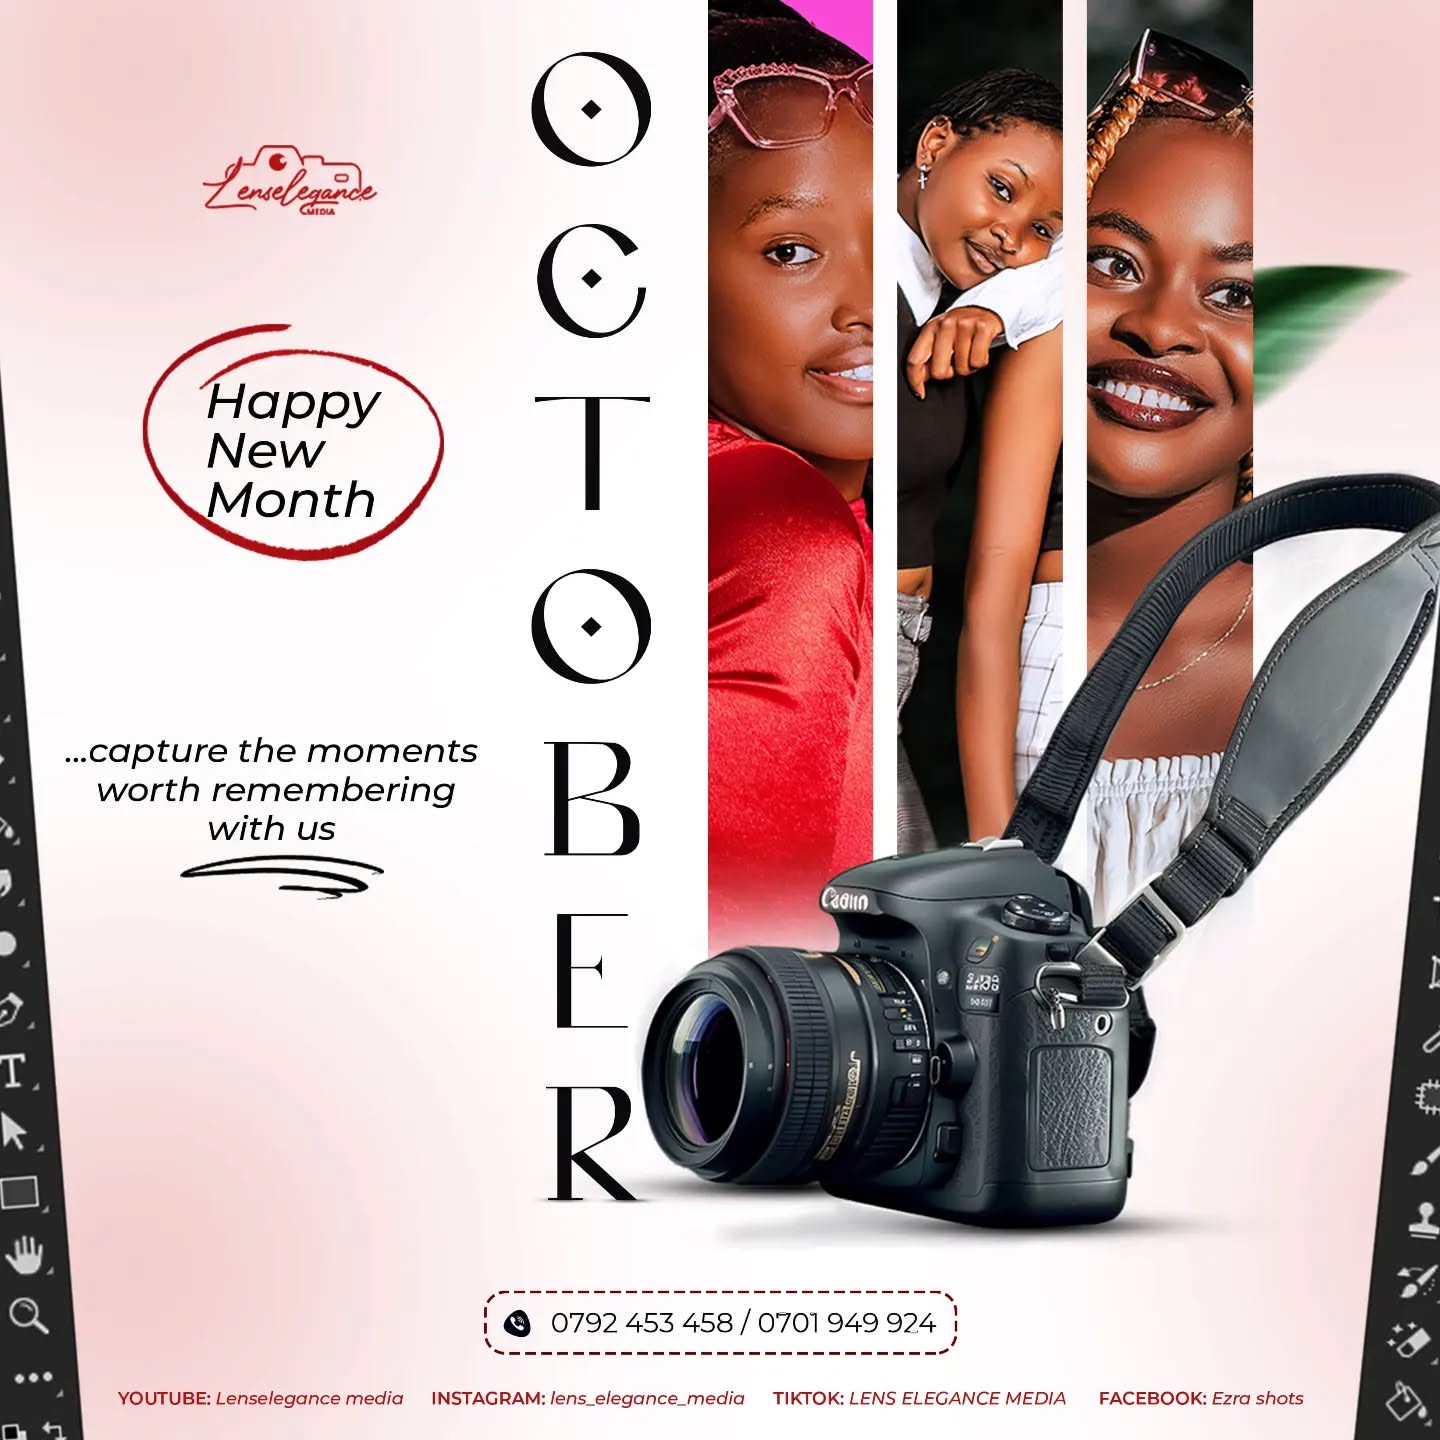 Lenselegance
MEDIA
OCTOBER
Happy
New
Month
...capture the moments
worth remembering
with us
0792 453 458 / 0701 949 924
YOUTUBE: Lenselegance media INSTAGRAM: lens_elegance_media TIKTOK: LENS ELEGANCE MEDIA FACEBOOK: Ezra shots